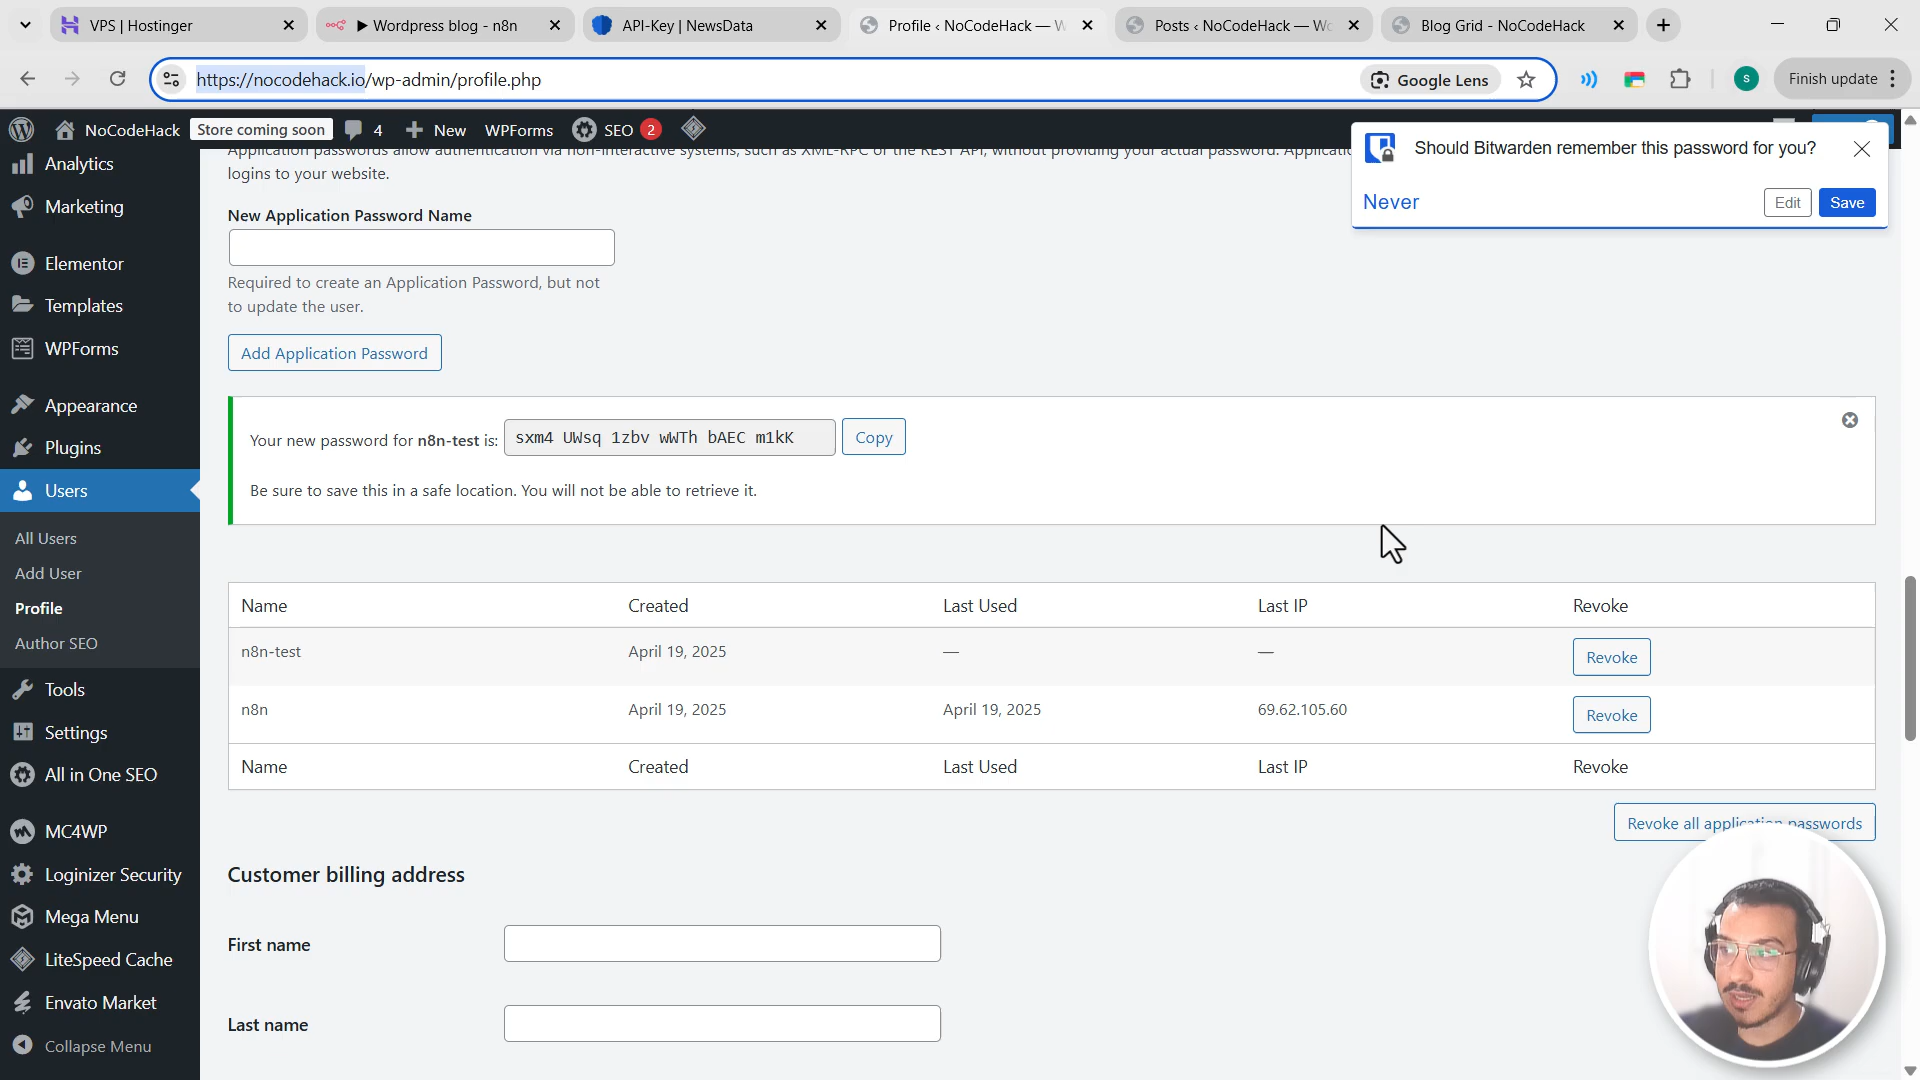 VPS | Hostinger
Wordpress blog - n8n
API-Key | NewsData
Profile ‹ NoCodeHack — W
Posts ‹ NoCodeHack — Wo
Blog Grid - NoCodeHack
https://nocodehack.io/wp-admin/profile.php
Google Lens
S
Finish update
NoCodeHack
Store coming soon
4
New
WPForms
SEO
2
Should Bitwarden remember this password for you?
Never
Edit
Save
Analytics
Marketing
Elementor
Templates
WPForms
Appearance
Plugins
Users
All Users
Add User
Profile
Author SEO
Tools
Settings
All in One SEO
MC4WP
Loginizer Security
Mega Menu
LiteSpeed Cache
Envato Market
Collapse Menu
Application passwords allow authentication via non-interactive systems, such as XML-RPC or the REST API, without providing your actual password.
logins to your website.
New Application Password Name
Required to create an Application Password, but not
to update the user.
Add Application Password
Your new password for n8n-test is: sxm4 UWsq 1zbv wWTh bAEC m1kK Copy
Be sure to save this in a safe location. You will not be able to retrieve it.
Name Created Last Used Last IP Revoke
n8n-test April 19, 2025 — — Revoke
n8n April 19, 2025 April 19, 2025 69.62.105.60 Revoke
Name Created Last Used Last IP Revoke
Revoke all application passwords
Customer billing address
First name
Last name